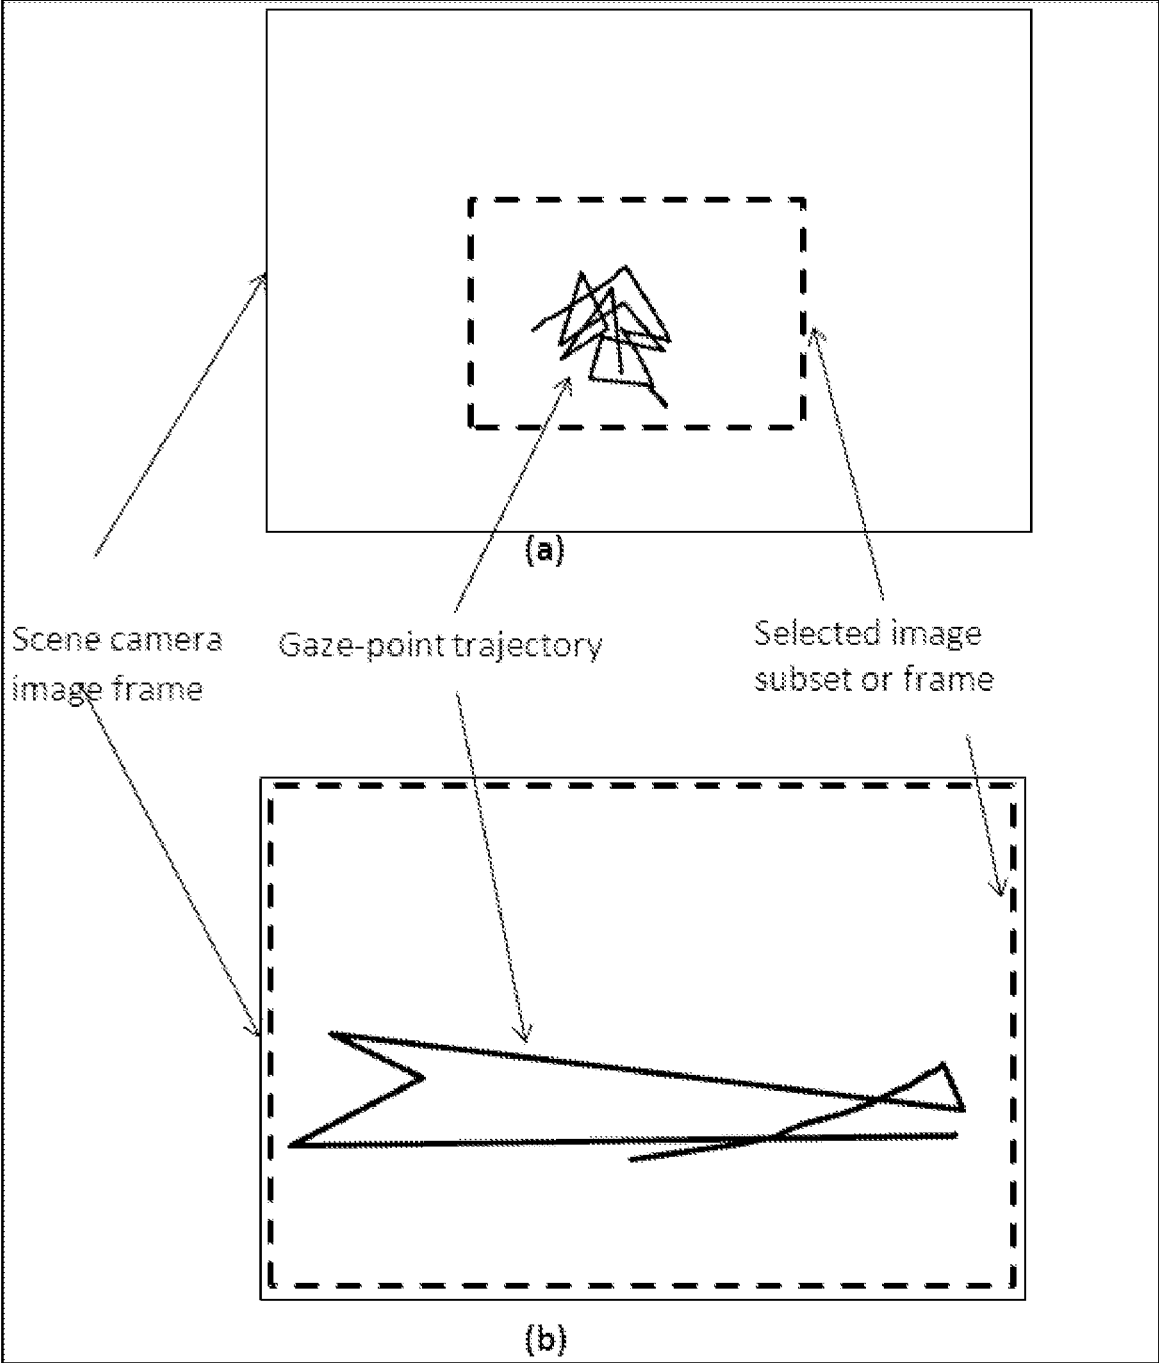 (a)
Scene camera
image frame
Gaze-point trajectory
Selected image
subset or frame
(b)